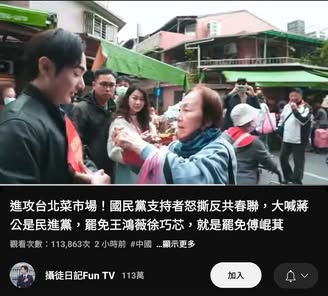 進攻台北菜市場！國民黨支持者怒撕反共春聯，大喊蔣
公是民進黨，罷免王鴻薇徐巧芯，就是罷免傅崐萁
觀看次數：113,863次 2 小時前 #中國 ...顯示更多
攝徒日記Fun TV 113萬
加入